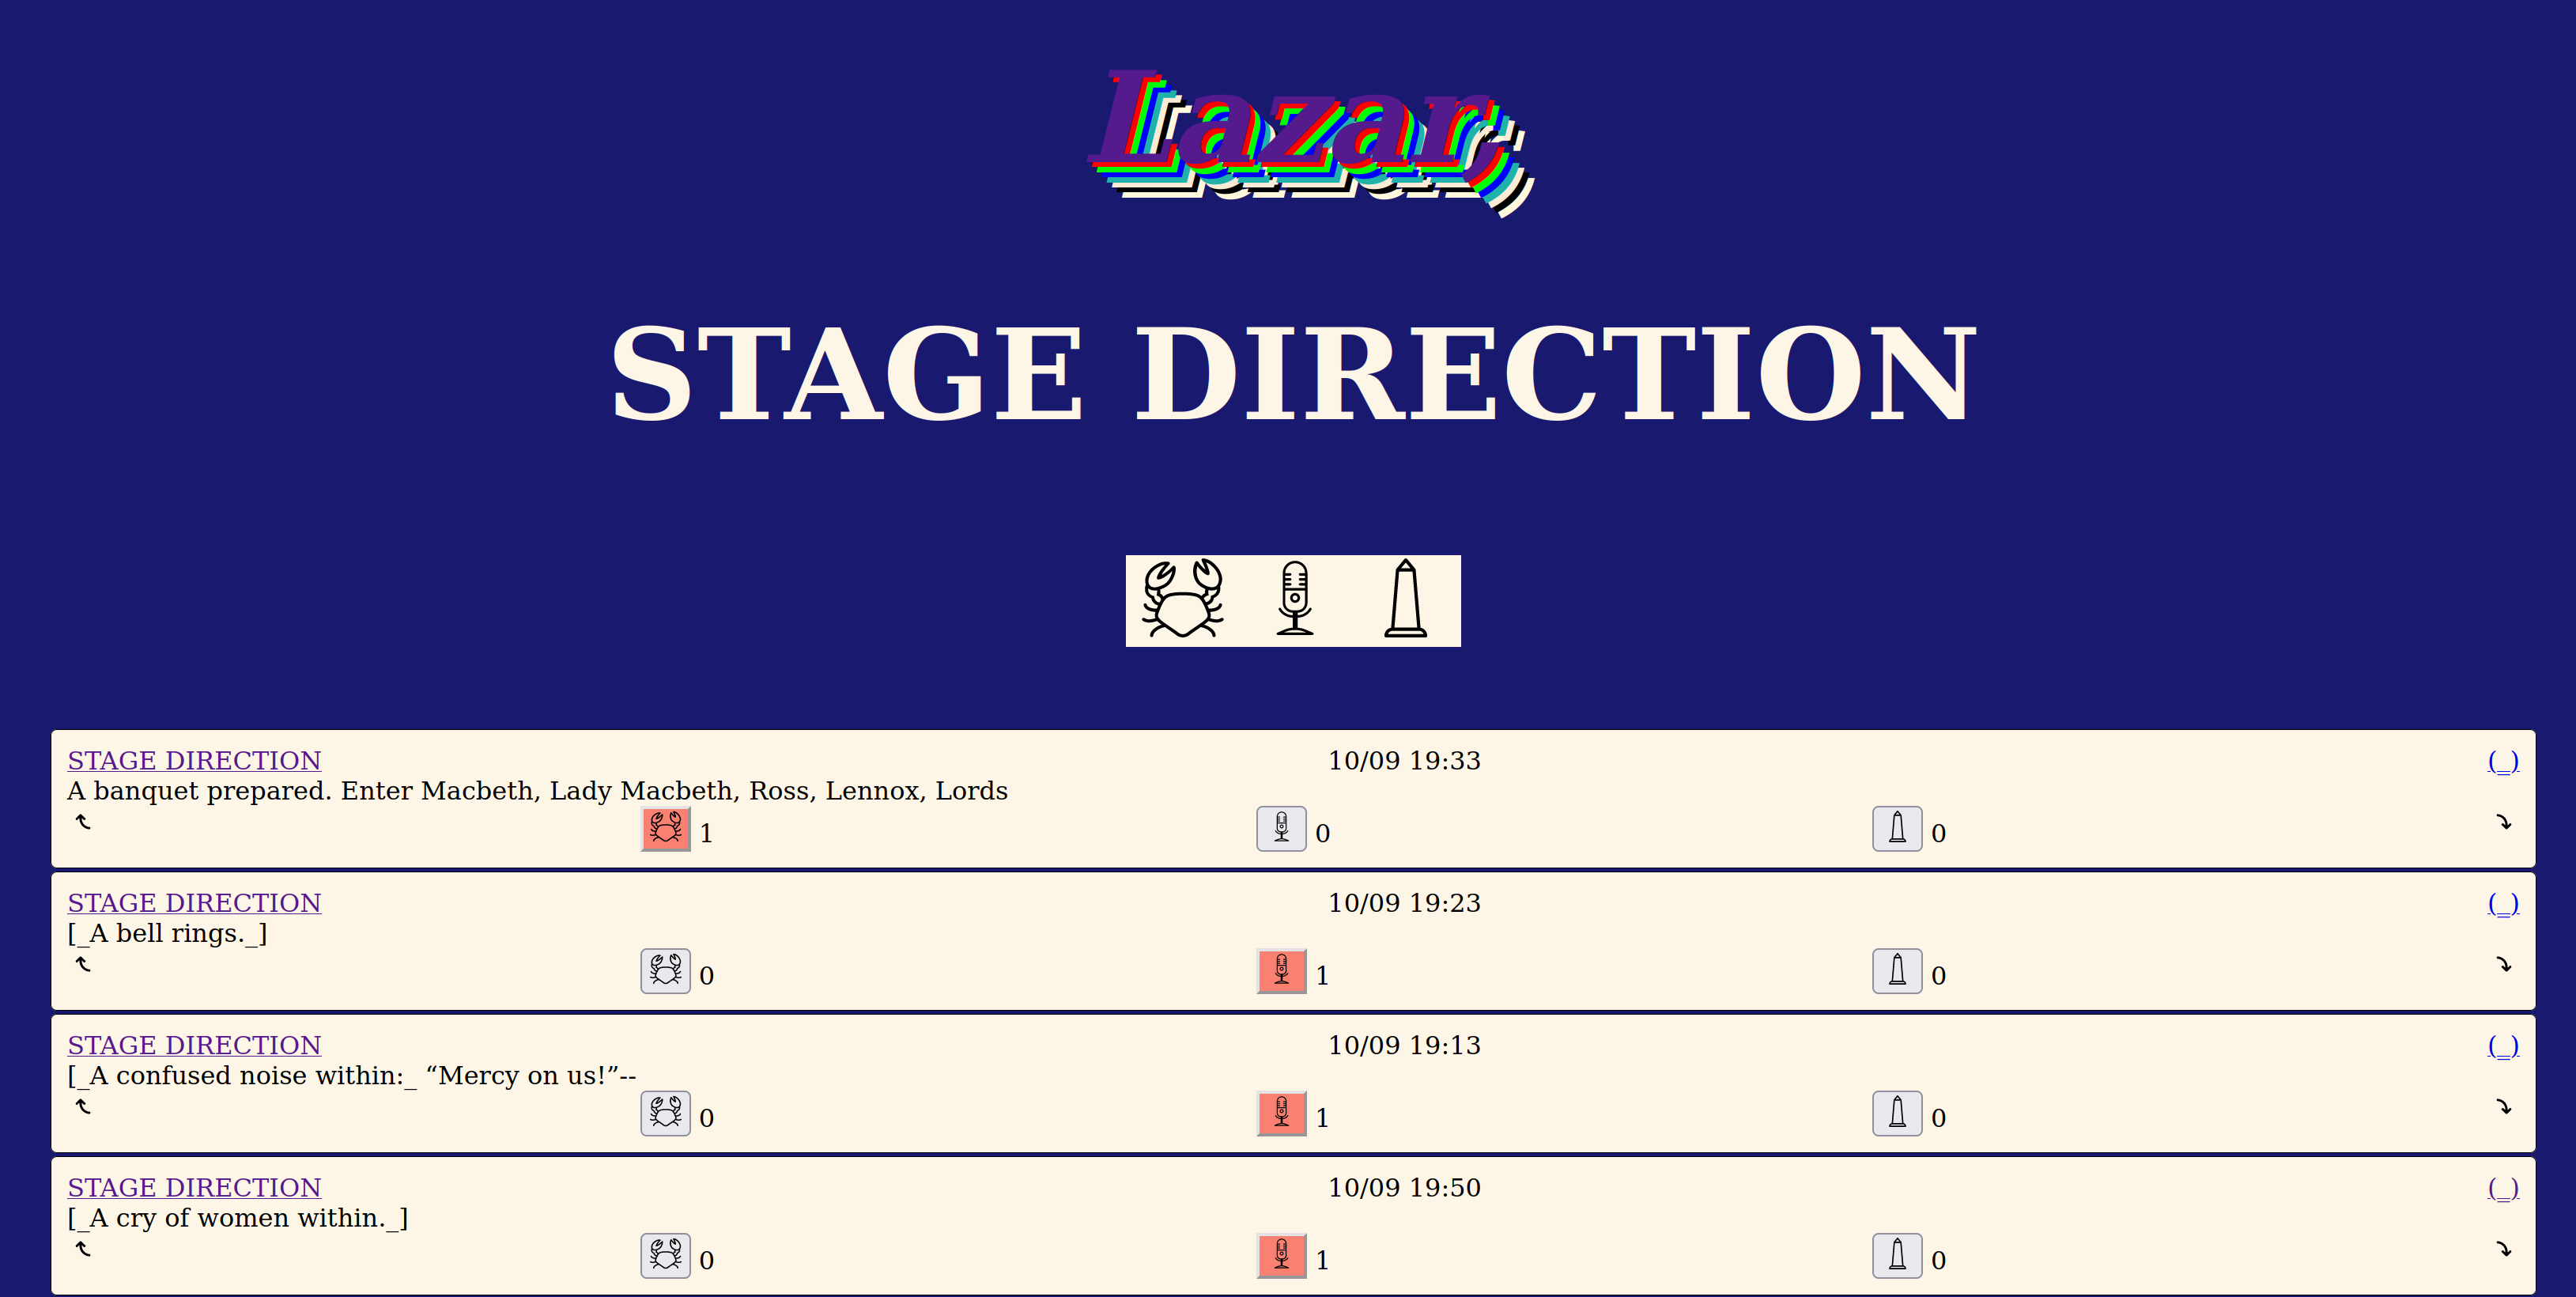 Lazar
STAGE DIRECTION
STAGE DIRECTION 10/09 19:33 (_)
A banquet prepared. Enter Macbeth, Lady Macbeth, Ross, Lennox, Lords
1 0 0
STAGE DIRECTION 10/09 19:23 (_)
[_A bell rings._]
0 1 0
STAGE DIRECTION 10/09 19:13 (_)
[_A confused noise within:_ “Mercy on us!”--
0 1 0
STAGE DIRECTION 10/09 19:50 (_)
[_A cry of women within._]
0 1 0